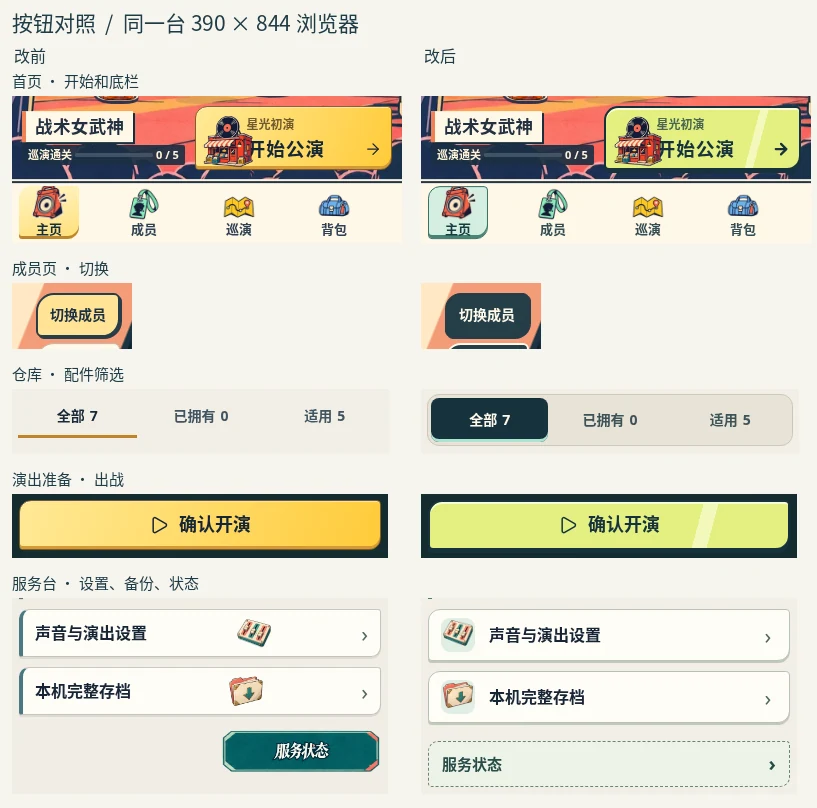 按钮对照 / 同一台 390 × 844 浏览器
改前
改后
首页 · 开始和底栏
战术女武神
星光初演
开始公演
→
巡演通关
0 / 5
主页
成员
巡演
背包
战术女武神
星光初演
开始公演
→
巡演通关
0 / 5
主页
成员
巡演
背包
成员页 · 切换
切换成员
切换成员
仓库 · 配件筛选
全部 7
已拥有 0
适用 5
全部 7
已拥有 0
适用 5
演出准备 · 出战
确认开演
确认开演
服务台 · 设置、备份、状态
声音与演出设置 ›
本机完整存档 ›
服务状态
声音与演出设置 ›
本机完整存档 ›
服务状态 ›